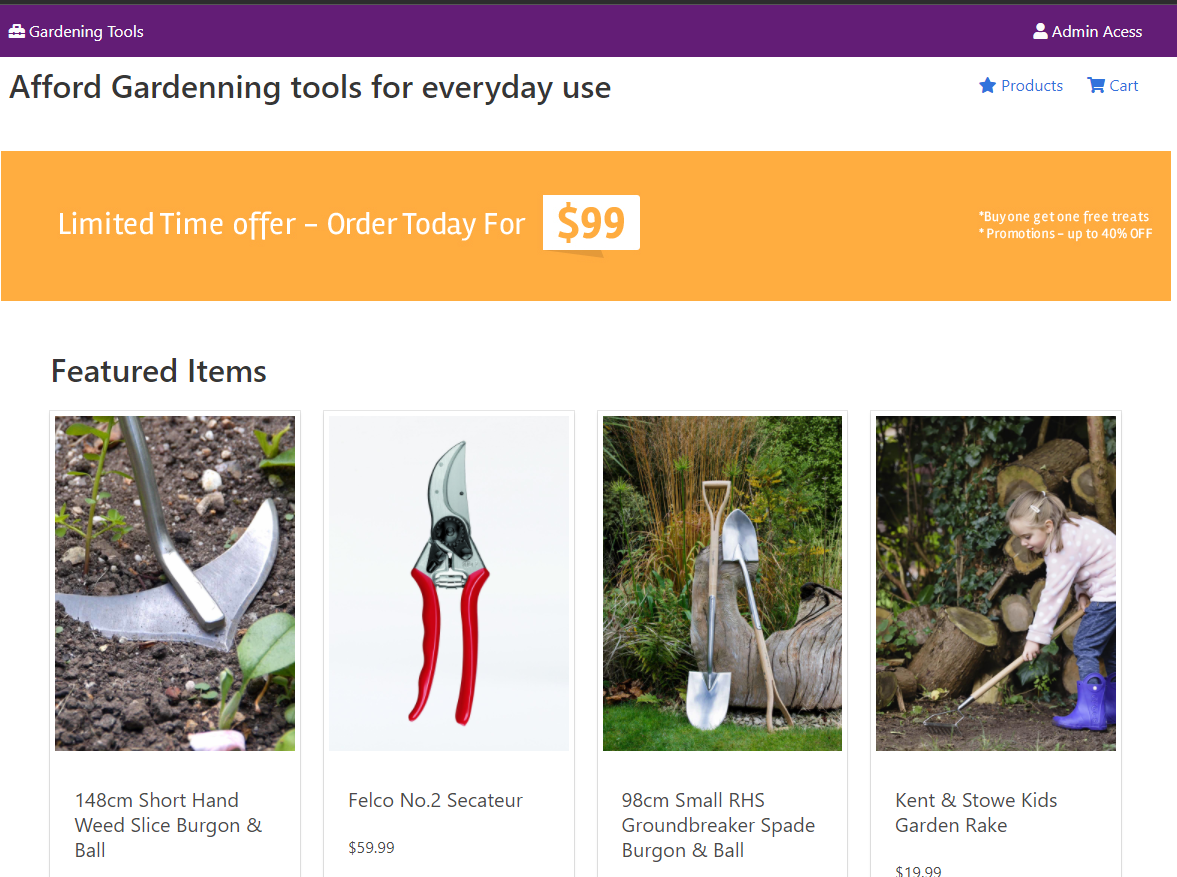 Gardening Tools
Admin Acess
Afford Gardenning tools for everyday use
Products
Cart
Limited Time offer – Order Today For
$99
*Buy one get one free treats
* Promotions – up to 40% OFF
Featured Items
148cm Short Hand
Weed Slice Burgon &
Ball
Felco No.2 Secateur
$59.99
98cm Small RHS
Groundbreaker Spade
Burgon & Ball
Kent & Stowe Kids
Garden Rake
$19.99